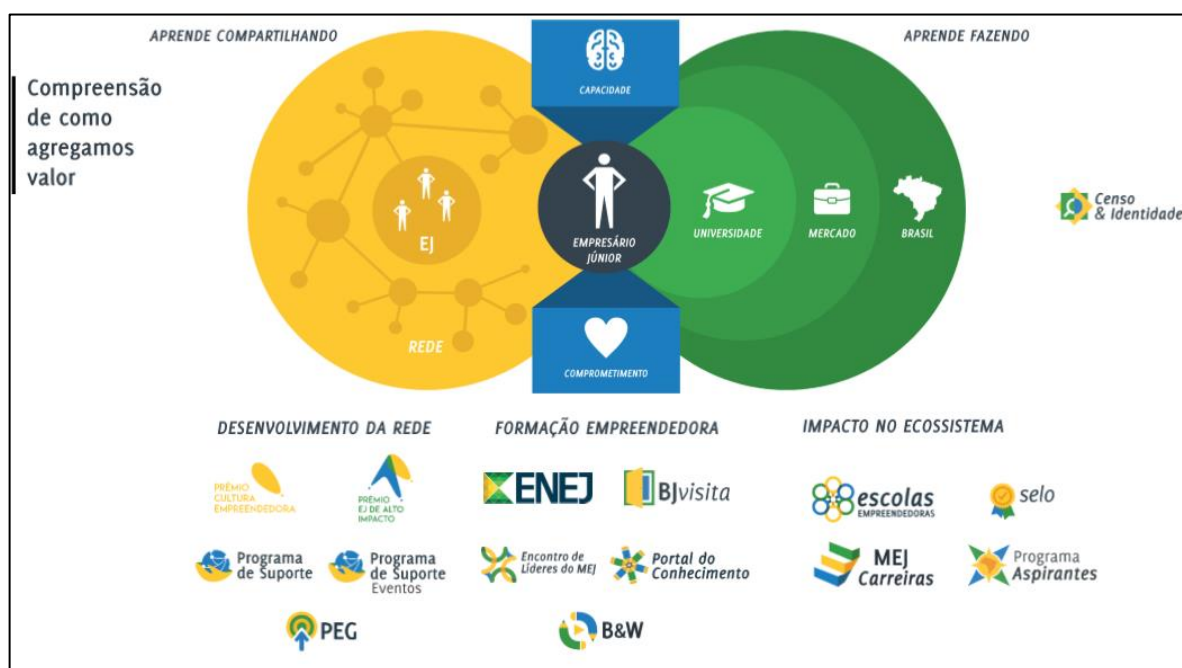 APRENDE COMPARTILHANDO
APRENDE FAZENDO
Compreensão
de como
agregamos
valor
CAPACIDADE
EJ
REDE
EMPRESÁRIO
JÚNIOR
UNIVERSIDADE
MERCADO
BRASIL
COMPROMETIMENTO
Censo
& Identidade
DESENVOLVIMENTO DA REDE
PRÊMIO
CULTURA
EMPREENDEDORA
PRÊMIO
EJ DE ALTO
IMPACTO
Programa
de Suporte
Programa
de Suporte
Eventos
PEG
FORMAÇÃO EMPREENDEDORA
ENEJ
BJvisita
Encontro de
Líderes do MEJ
Portal do
Conhecimento
B&W
IMPACTO NO ECOSSISTEMA
escolas
EMPREENDEDORAS
selo
MEJ
Carreiras
Programa
Aspirantes